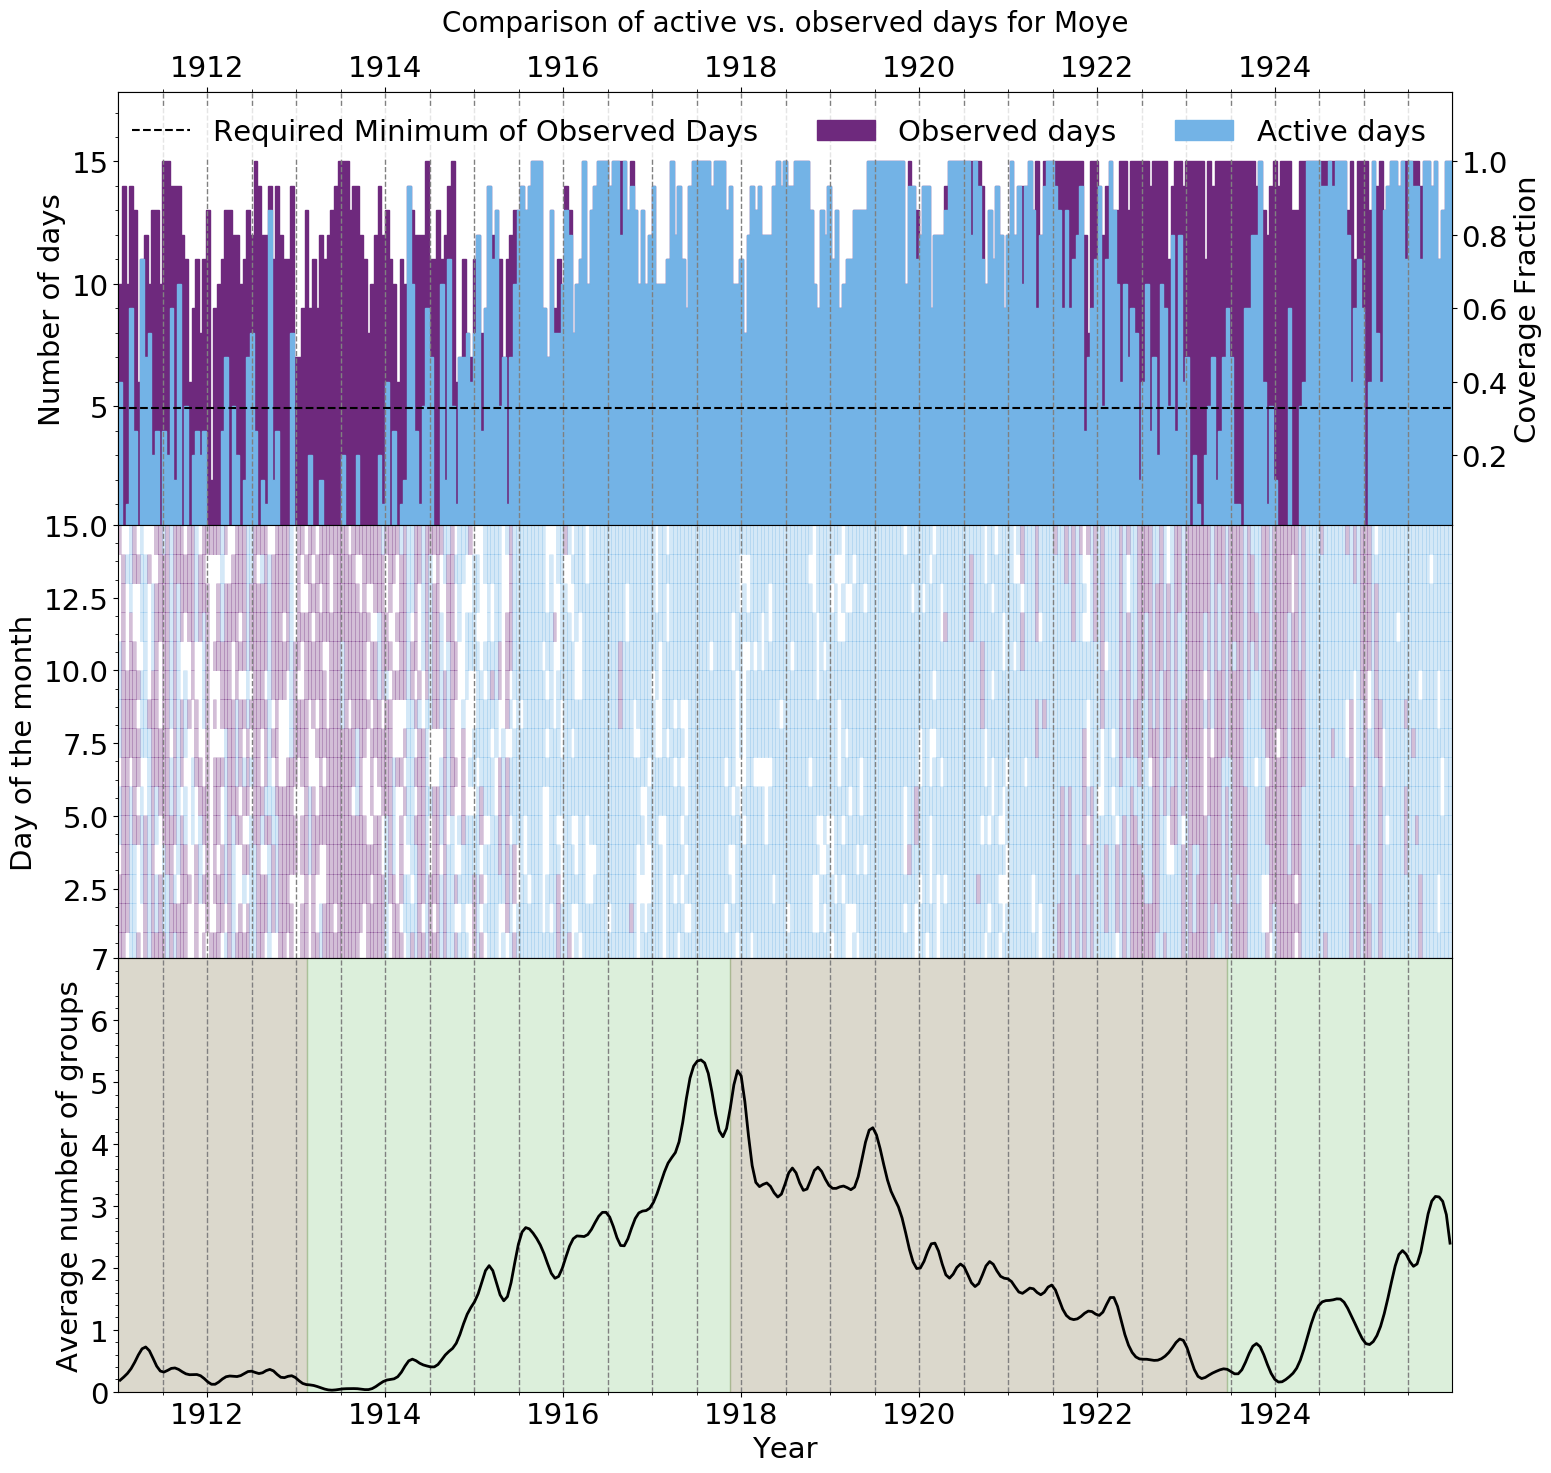 Comparison of active vs. observed days for Moye
1912 1914 1916 1918 1920 1922 1924
Required Minimum of Observed Days Observed days Active days
15 1.0
0.8
10
0.6
0.4
5
0.2
Number of days
Coverage Fraction
15.0
12.5
10.0
7.5
5.0
2.5
Day of the month
7
6
5
4
3
2
1
0
Average number of groups
1912 1914 1916 1918 1920 1922 1924
Year